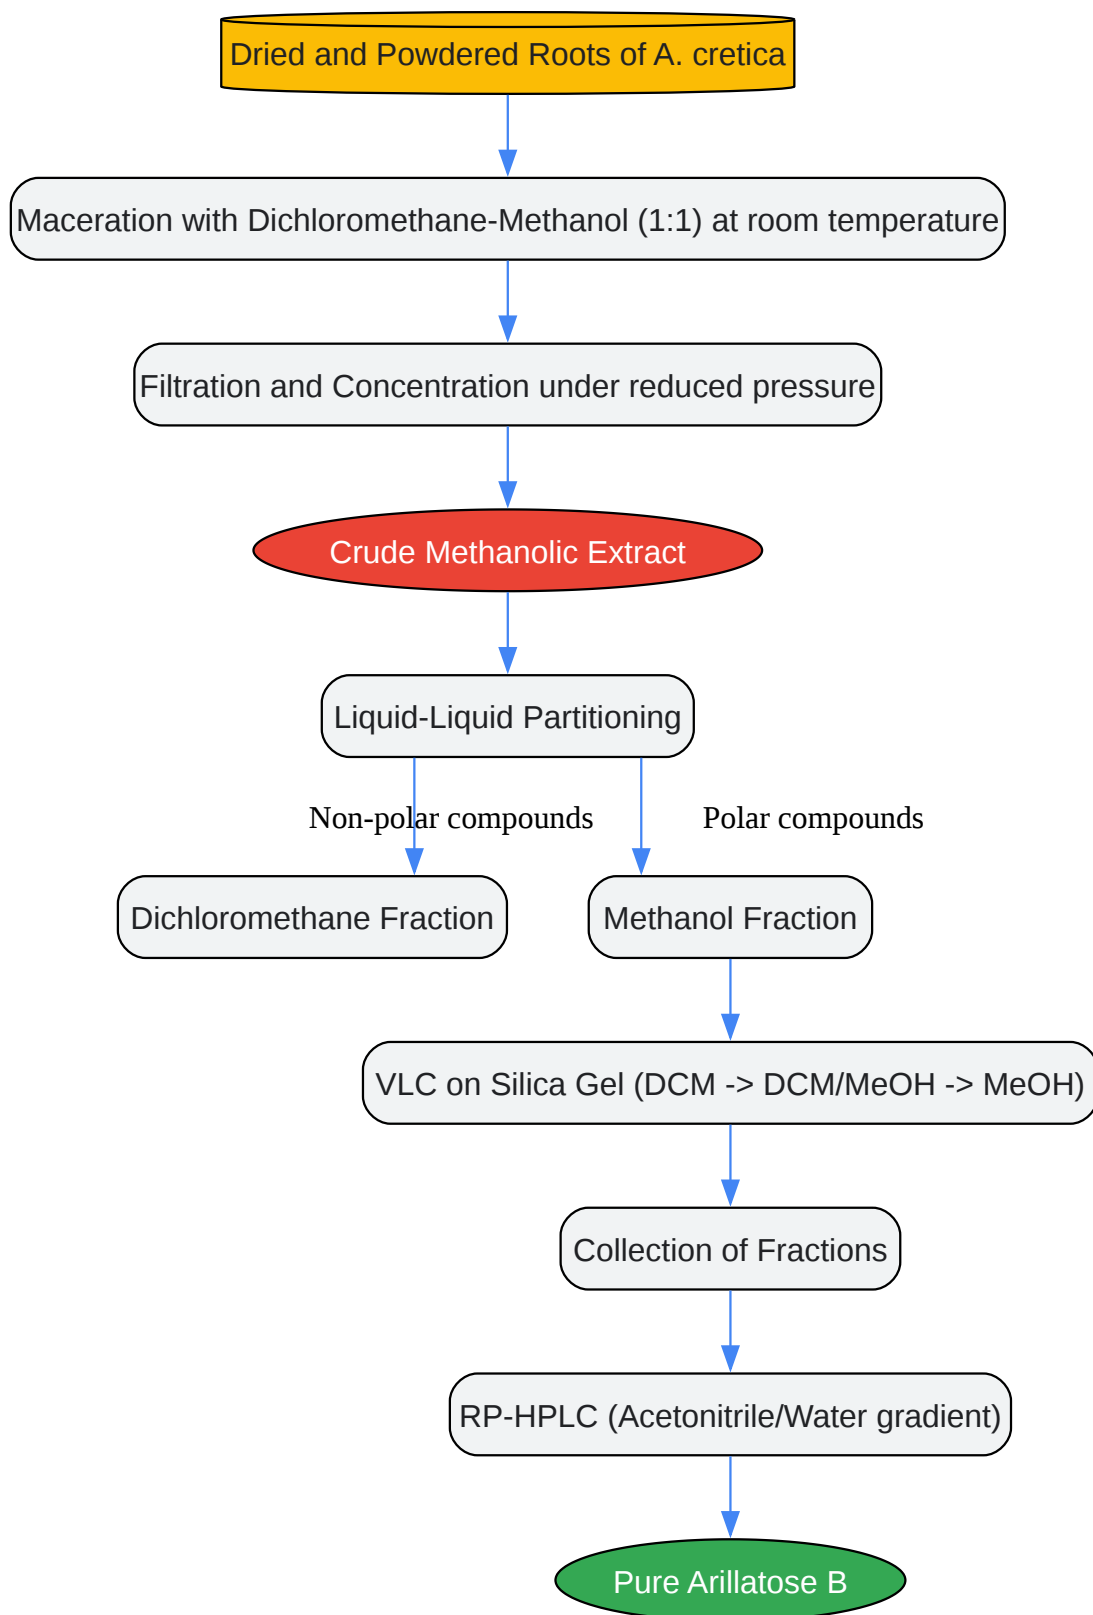 Dried and Powdered Roots of A. cretica
Maceration with Dichloromethane-Methanol (1:1) at room temperature
Filtration and Concentration under reduced pressure
Crude Methanolic Extract
Liquid-Liquid Partitioning
Non-polar compounds
Polar compounds
Dichloromethane Fraction
Methanol Fraction
VLC on Silica Gel (DCM -> DCM/MeOH -> MeOH)
Collection of Fractions
RP-HPLC (Acetonitrile/Water gradient)
Pure Arillatose B